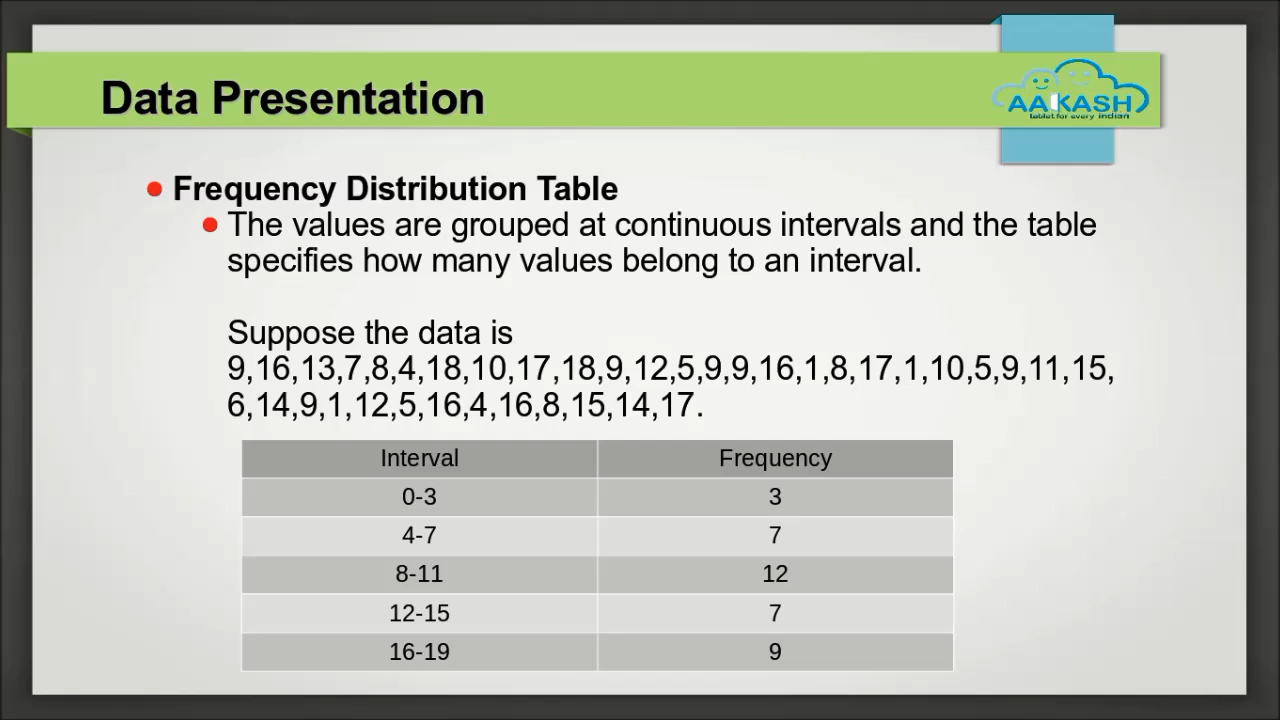 Data Presentation
AAKASH
tablet for every indian
Frequency Distribution Table
The values are grouped at continuous intervals and the table
specifies how many values belong to an interval.
Suppose the data is
9,16,13,7,8,4,18,10,17,18,9,12,5,9,9,16,1,8,17,1,10,5,9,11,15,
6,14,9,1,12,5,16,4,16,8,15,14,17.
Interval Frequency
0-3 3
4-7 7
8-11 12
12-15 7
16-19 9